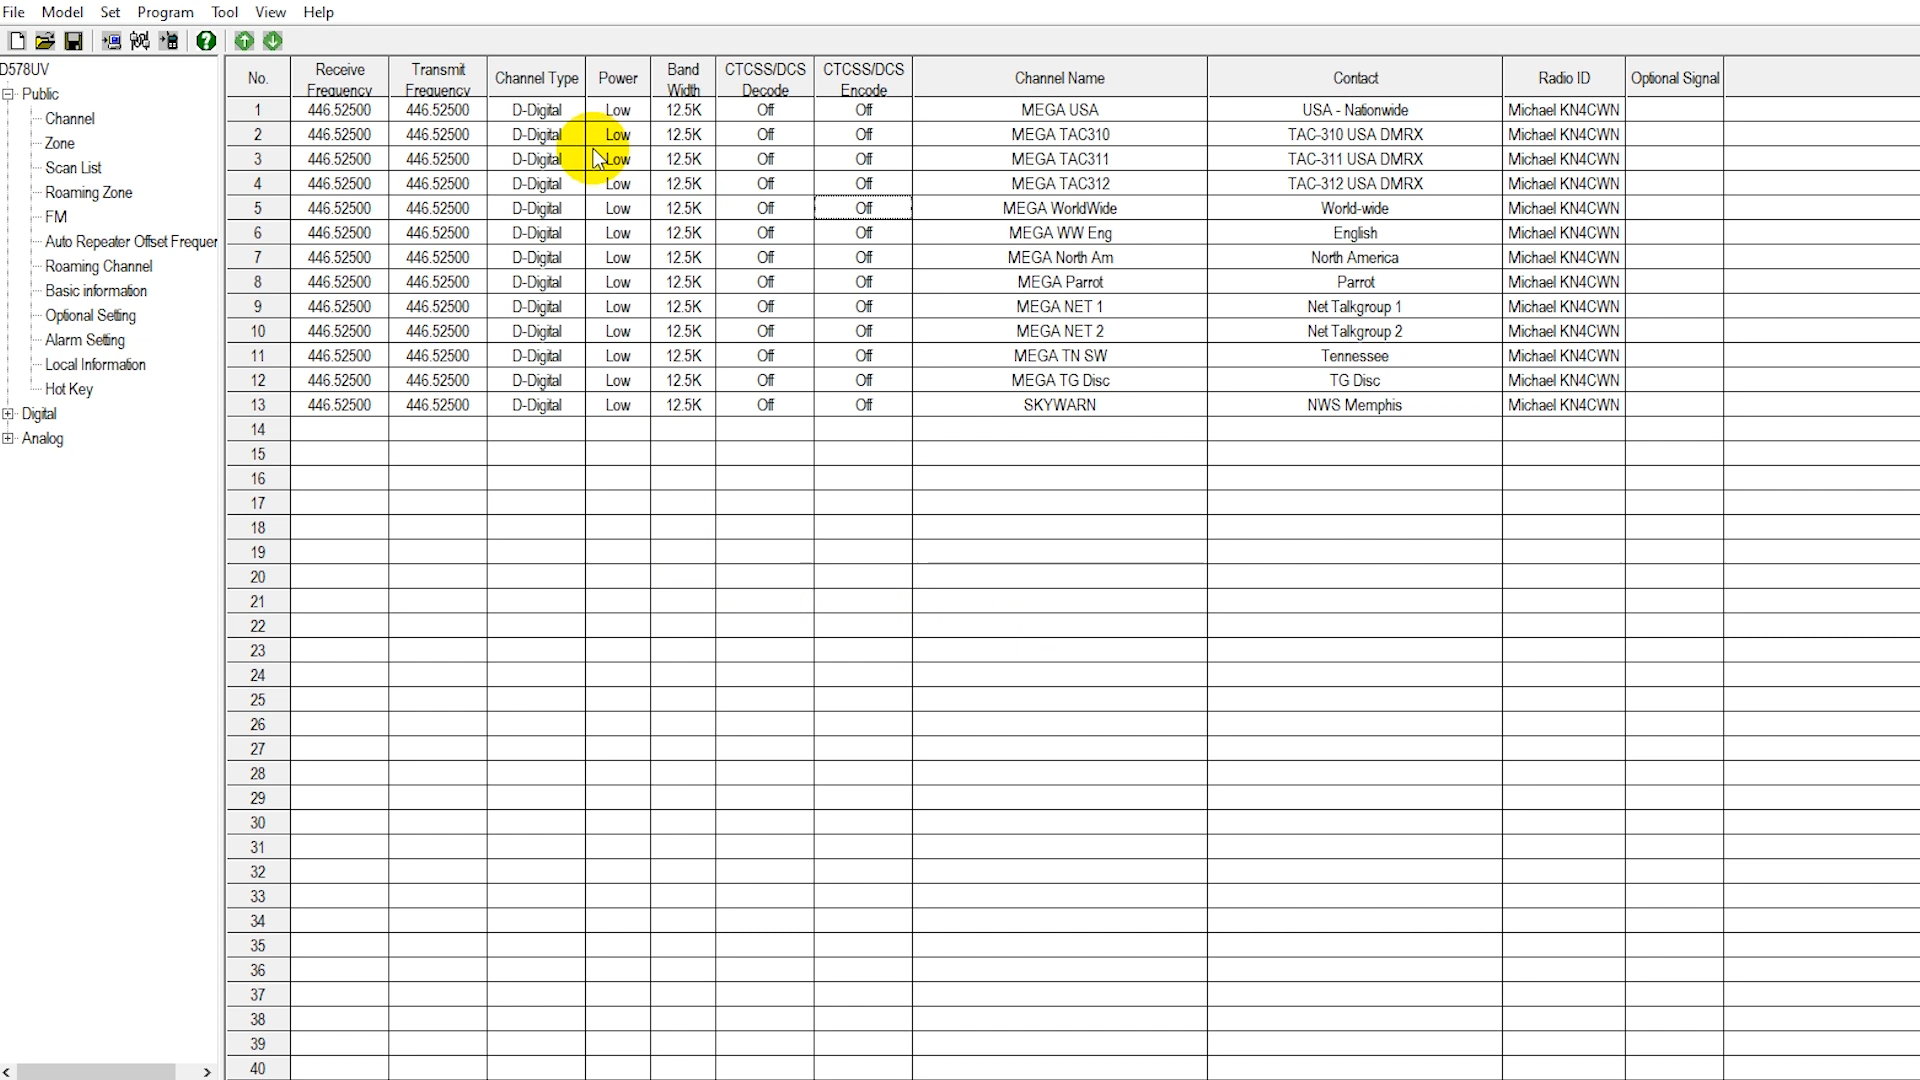 File Model Set Program Tool View Help
D578UV
Public
Channel
Zone
Scan List
Roaming Zone
FM
Auto Repeater Offset Frequer
Roaming Channel
Basic information
Optional Setting
Alarm Setting
Local Information
Hot Key
Digital
Analog
No. Receive Frequency Transmit Frequency Channel Type Power Band Width CTCSS/DCS Decode CTCSS/DCS Encode Channel Name Contact Radio ID Optional Signal
1 446.52500 446.52500 D-Digital Low 12.5K Off Off MEGA USA USA - Nationwide Michael KN4CWN
2 446.52500 446.52500 D-Digital Low 12.5K Off Off MEGA TAC310 TAC-310 USA DMRX Michael KN4CWN
3 446.52500 446.52500 D-Digital Low 12.5K Off Off MEGA TAC311 TAC-311 USA DMRX Michael KN4CWN
4 446.52500 446.52500 D-Digital Low 12.5K Off Off MEGA TAC312 TAC-312 USA DMRX Michael KN4CWN
5 446.52500 446.52500 D-Digital Low 12.5K Off Off MEGA WorldWide World-wide Michael KN4CWN
6 446.52500 446.52500 D-Digital Low 12.5K Off Off MEGA WW Eng English Michael KN4CWN
7 446.52500 446.52500 D-Digital Low 12.5K Off Off MEGA North Am North America Michael KN4CWN
8 446.52500 446.52500 D-Digital Low 12.5K Off Off MEGA Parrot Parrot Michael KN4CWN
9 446.52500 446.52500 D-Digital Low 12.5K Off Off MEGA NET 1 Net Talkgroup 1 Michael KN4CWN
10 446.52500 446.52500 D-Digital Low 12.5K Off Off MEGA NET 2 Net Talkgroup 2 Michael KN4CWN
11 446.52500 446.52500 D-Digital Low 12.5K Off Off MEGA TN SW Tennessee Michael KN4CWN
12 446.52500 446.52500 D-Digital Low 12.5K Off Off MEGA TG Disc TG Disc Michael KN4CWN
13 446.52500 446.52500 D-Digital Low 12.5K Off Off SKYWARN NWS Memphis Michael KN4CWN
14
15
16
17
18
19
20
21
22
23
24
25
26
27
28
29
30
31
32
33
34
35
36
37
38
39
40